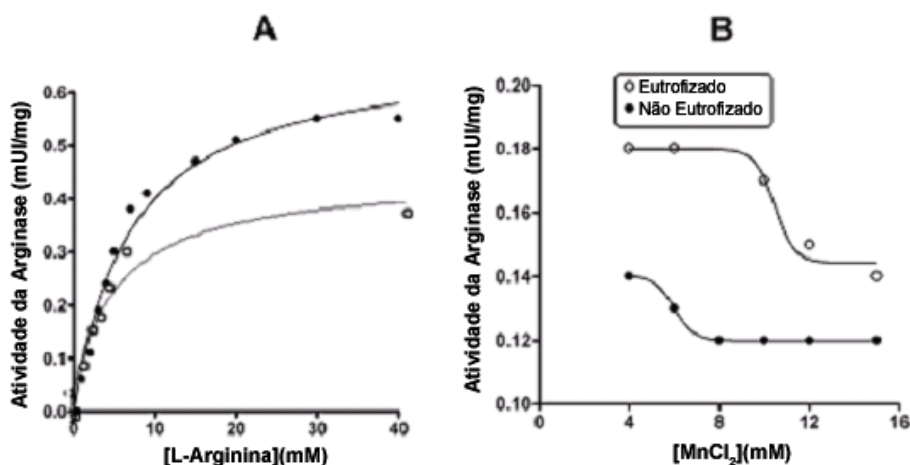 A
Atividade da Arginase (mUI/mg)
0.6
0.5
0.4
0.3
0.2
0.1
0.0
0
10
20
30
40
[L-Arginina](mM)
B
Atividade da Arginase (mUI/mg)
0.20
0.18
0.16
0.14
0.12
0.10
Eutrofizado
Não Eutrofizado
0
4
8
12
16
[MnCl₂](mM)